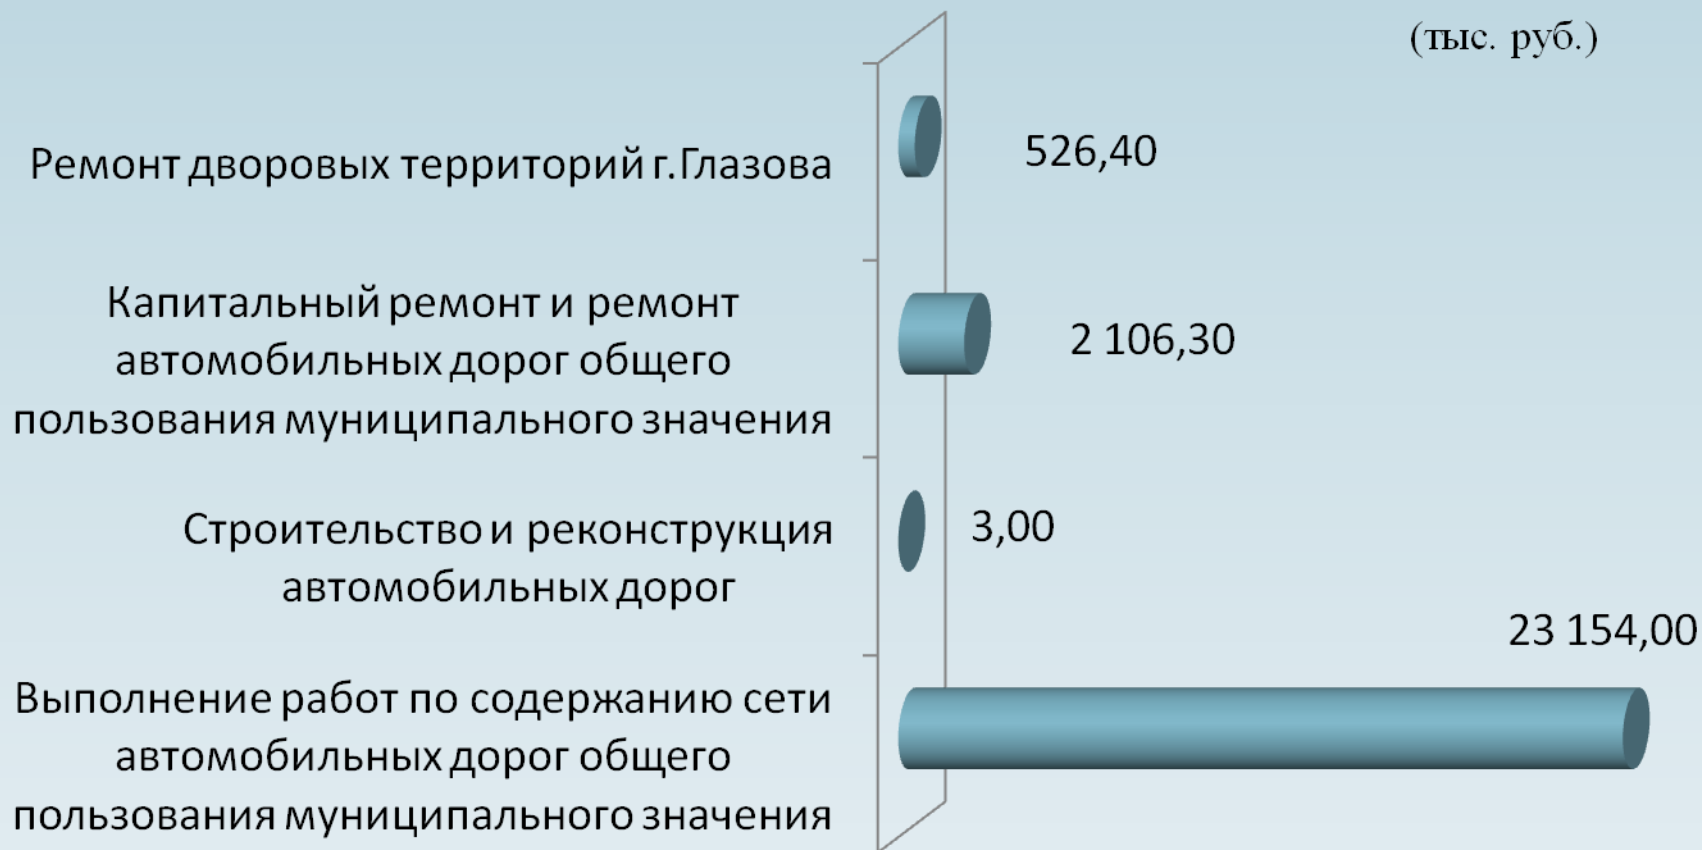 (тыс. руб.)
Ремонт дворовых территорий г.Глазова
526,40
Капитальный ремонт и ремонт
автомобильных дорог общего
пользования муниципального значения
2 106,30
Строительство и реконструкция
автомобильных дорог
3,00
23 154,00
Выполнение работ по содержанию сети
автомобильных дорог общего
пользования муниципального значения